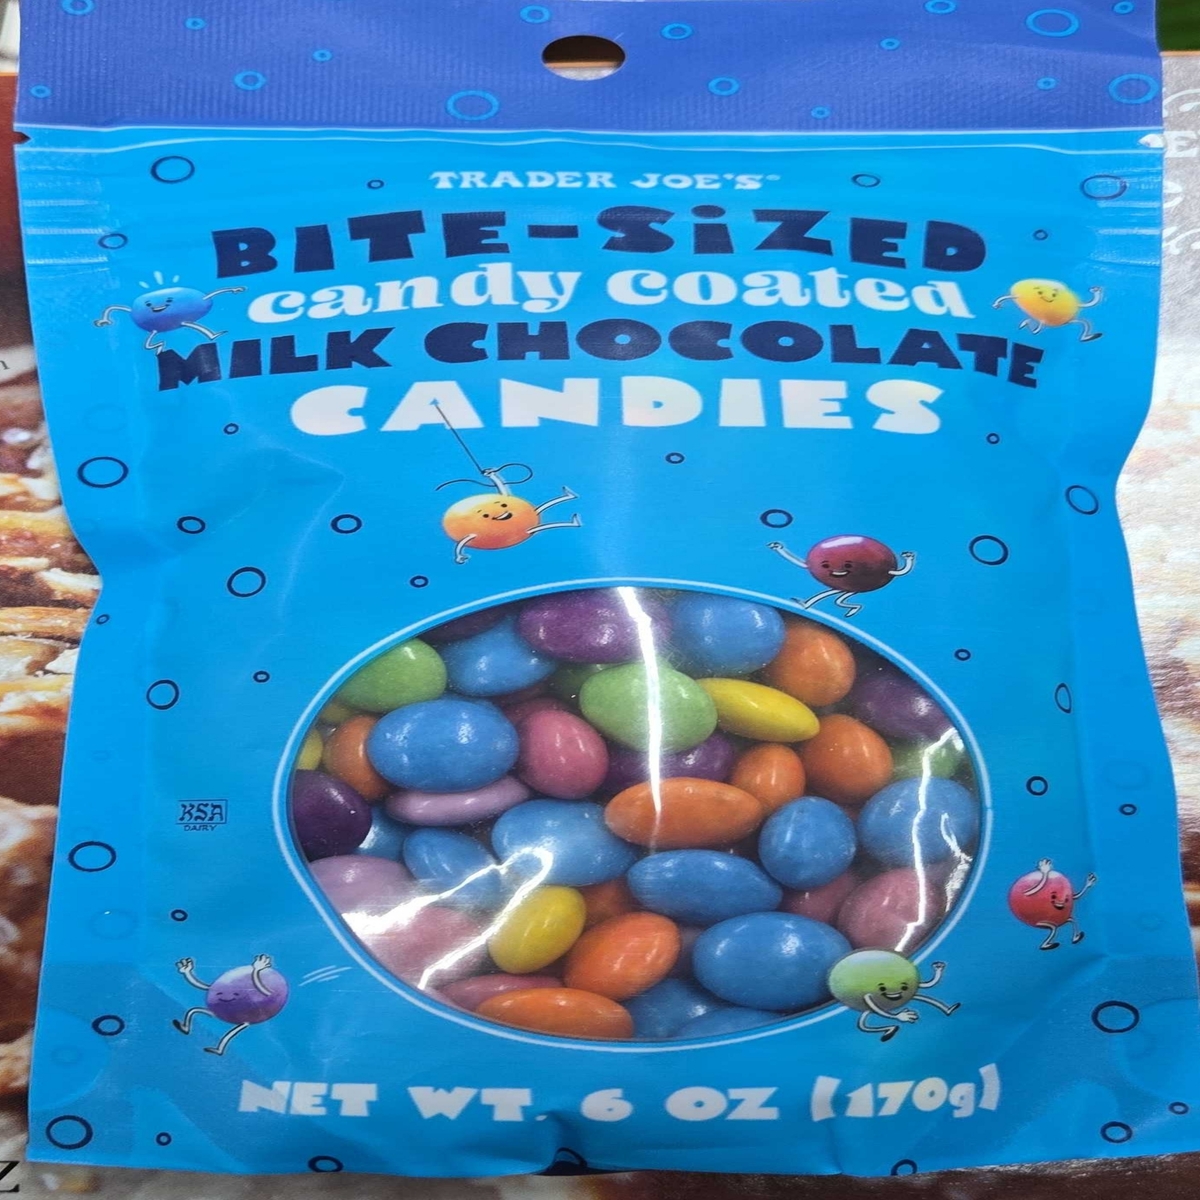 TRADER JOE'S®
BITE-SiZED
candy coated
MILK CHOCOLATE
CANDIES
KSA
DAIRY
NET WT. 6 OZ (170g)
Z